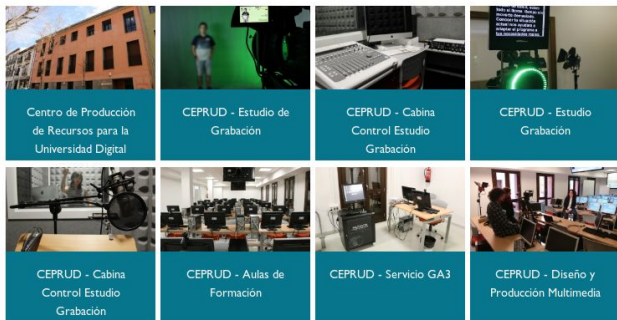 Centro de Producción
de Recursos para la
Universidad Digital
CEPRUD - Estudio de
Grabación
CEPRUD - Cabina
Control Estudio
Grabación
CEPRUD - Estudio
Grabación
CEPRUD - Cabina
Control Estudio
Grabación
CEPRUD - Aulas de
Formación
CEPRUD - Servicio GA3
CEPRUD - Diseño y
Producción Multimedia